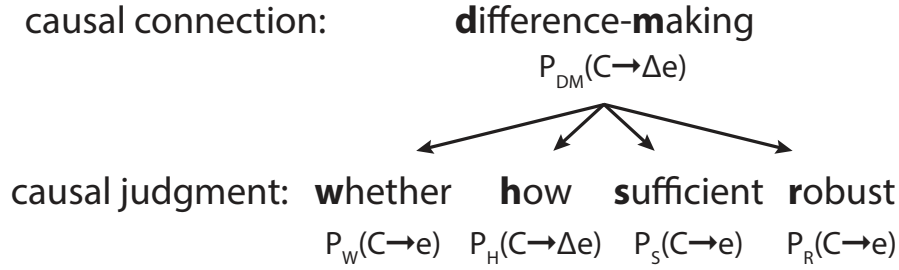 causal connection: difference-making
P_DM(C→Δe)
causal judgment: whether how sufficient robust
P_W(C→e) P_H(C→Δe) P_S(C→e) P_R(C→e)